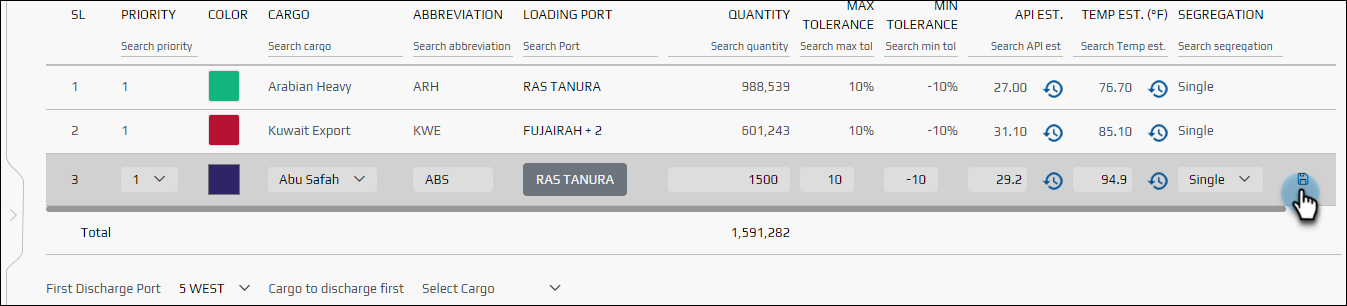 SL PRIORITY COLOR CARGO ABBREVIATION LOADING PORT QUANTITY MAX TOLERANCE MIN TOLERANCE API EST. TEMP EST. (°F) SEGREGATION
Search priority Search cargo Search abbreviation Search Port Search quantity Search max tol Search min tol Search API est Search Temp est. Search segregation
1 1 Arabian Heavy ARH RAS TANURA 988,539 10% -10% 27.00 76.70 Single
2 1 Kuwait Export KWE FUJAIRAH + 2 601,243 10% -10% 31.10 85.10 Single
3 1 Abu Safah ABS RAS TANURA 1500 10 -10 29.2 94.9 Single
Total 1,591,282
First Discharge Port 5 WEST Cargo to discharge first Select Cargo